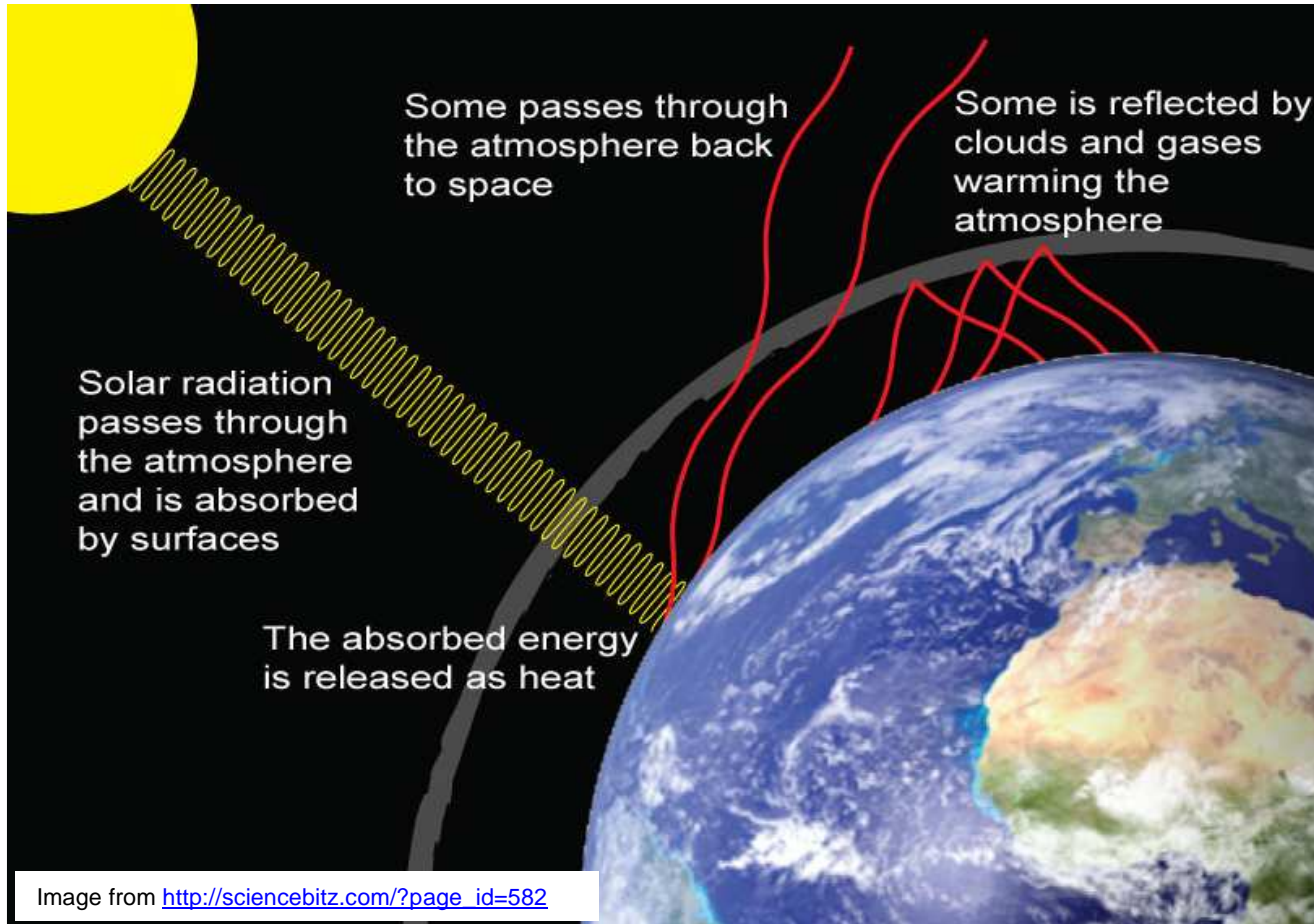 Some passes through
the atmosphere back
to space
Some is reflected by
clouds and gases
warming the
atmosphere
Solar radiation
passes through
the atmosphere
and is absorbed
by surfaces
The absorbed energy
is released as heat
Image from http://sciencebitz.com/?page_id=582